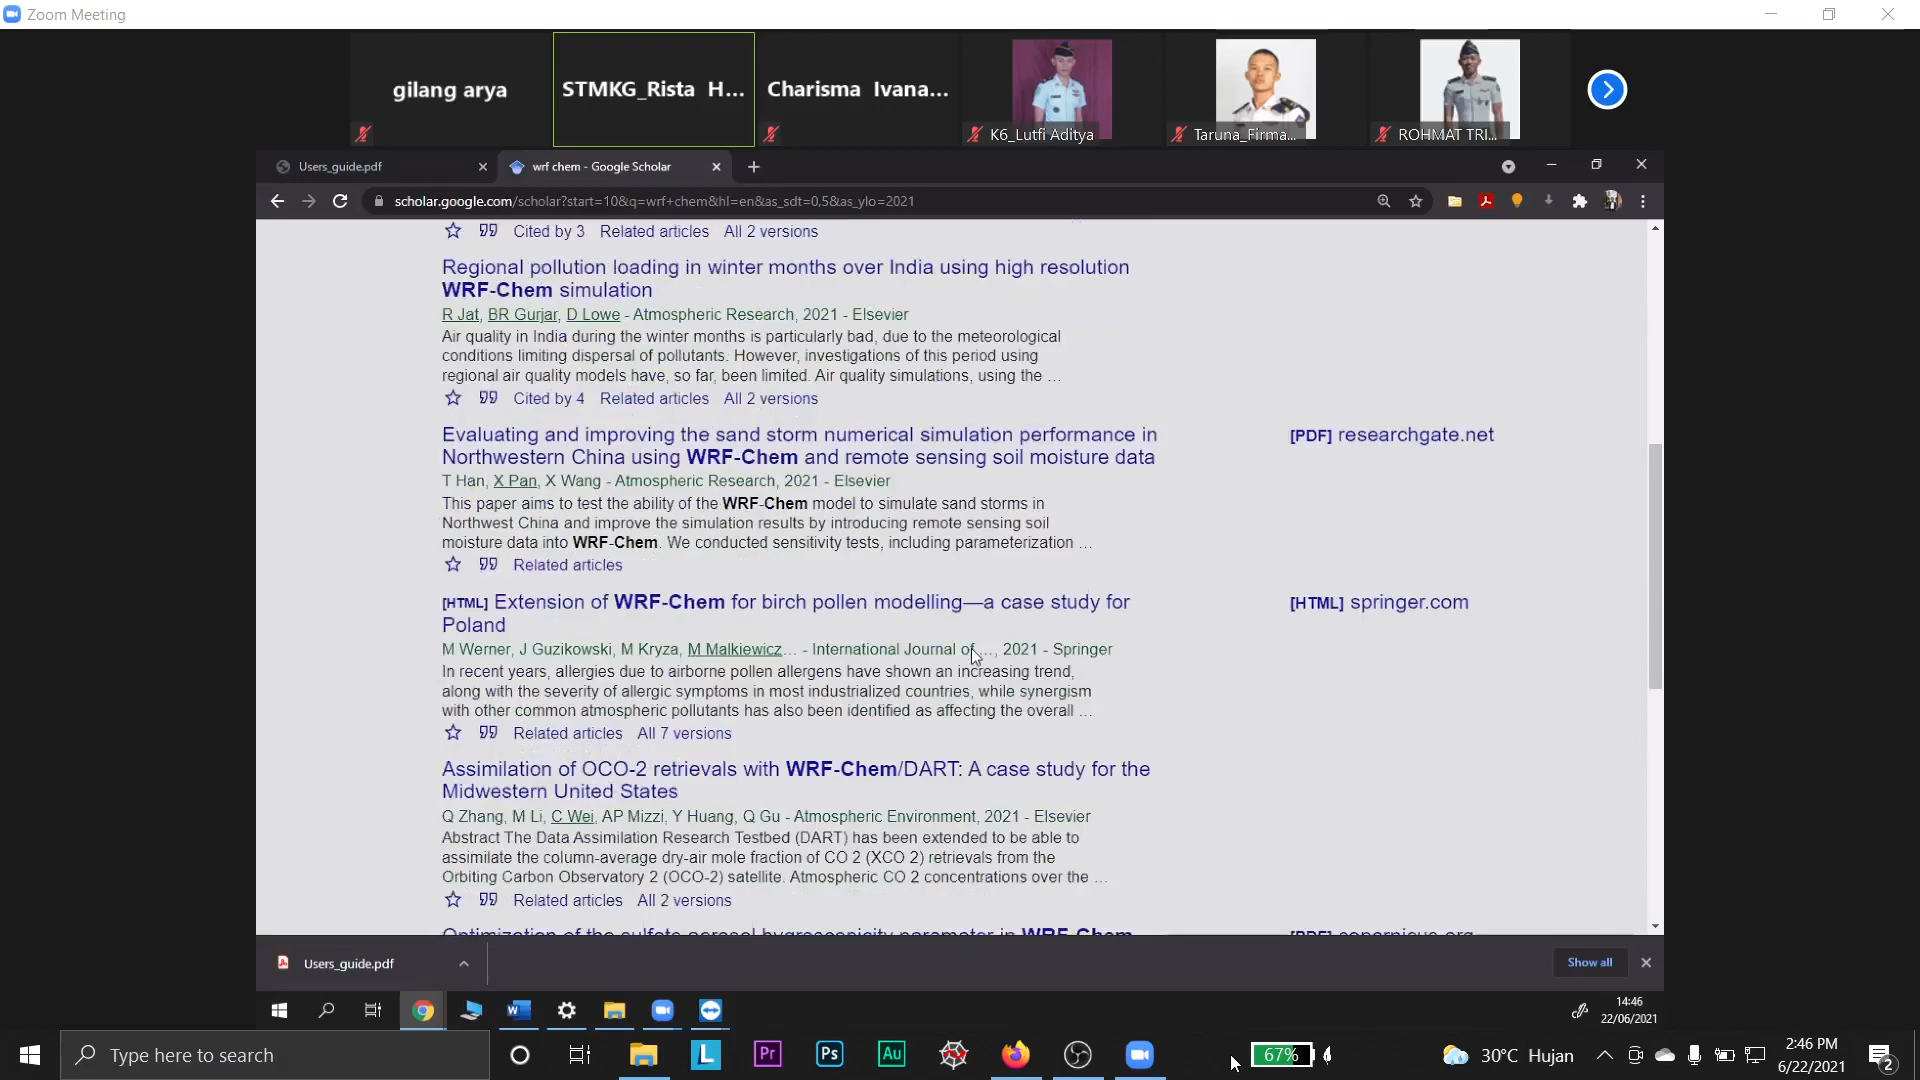 Zoom Meeting
gilang arya
STMKG_Rista H...
Charisma Ivana...
K6_Lutfi Aditya
Taruna_Firma...
ROHMAT TRI...
Users_guide.pdf
wrf chem - Google Scholar
scholar.google.com/scholar?start=10&q=wrf+chem&hl=en&as_sdt=0,5&as_ylo=2021
Cited by 3 Related articles All 2 versions
Regional pollution loading in winter months over India using high resolution
WRF-Chem simulation
R Jat, BR Gurjar, D Lowe - Atmospheric Research, 2021 - Elsevier
Air quality in India during the winter months is particularly bad, due to the meteorological
conditions limiting dispersal of pollutants. However, investigations of this period using
regional air quality models have, so far, been limited. Air quality simulations, using the ...
Cited by 4 Related articles All 2 versions
Evaluating and improving the sand storm numerical simulation performance in
Northwestern China using WRF-Chem and remote sensing soil moisture data
[PDF] researchgate.net
T Han, X Pan, X Wang - Atmospheric Research, 2021 - Elsevier
This paper aims to test the ability of the WRF-Chem model to simulate sand storms in
Northwest China and improve the simulation results by introducing remote sensing soil
moisture data into WRF-Chem. We conducted sensitivity tests, including parameterization ...
Related articles
[HTML] Extension of WRF-Chem for birch pollen modelling—a case study for
Poland
[HTML] springer.com
M Werner, J Guzikowski, M Kryza, M Malkiewicz... - International Journal of ..., 2021 - Springer
In recent years, allergies due to airborne pollen allergens have shown an increasing trend,
along with the severity of allergic symptoms in most industrialized countries, while synergism
with other common atmospheric pollutants has also been identified as affecting the overall ...
Related articles All 7 versions
Assimilation of OCO-2 retrievals with WRF-Chem/DART: A case study for the
Midwestern United States
Q Zhang, M Li, C Wei, AP Mizzi, Y Huang, Q Gu - Atmospheric Environment, 2021 - Elsevier
Abstract The Data Assimilation Research Testbed (DART) has been extended to be able to
assimilate the column-average dry-air mole fraction of CO 2 (XCO 2) retrievals from the
Orbiting Carbon Observatory 2 (OCO-2) satellite. Atmospheric CO 2 concentrations over the ...
Related articles All 2 versions
Optimization of the sulfate aerosol hygroscopicity parameter in WRF-Chem
[PDF] copernicus.org
Users_guide.pdf
Show all
14:46
22/06/2021
Type here to search
L
Pr
Ps
Au
67%
30°C Hujan
2:46 PM
6/22/2021
2